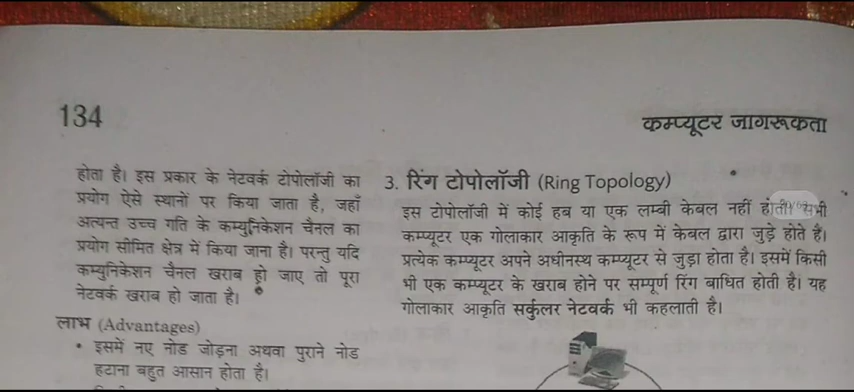 134
कम्प्यूटर जागरूकता
होता है। इस प्रकार के नेटवर्क टोपोलॉजी का
प्रयोग ऐसे स्थानों पर किया जाता है, जहाँ
अत्यन्त उच्च गति के कम्युनिकेशन चैनल का
प्रयोग सीमित क्षेत्र में किया जाना है। परन्तु यदि
कम्युनिकेशन चैनल खराब हो जाए तो पूरा
नेटवर्क खराब हो जाता है।
लाभ (Advantages)
• इसमें नए नोड जोड़ना अथवा पुराने नोड
हटाना बहुत आसान होता है।
3. रिंग टोपोलॉजी (Ring Topology)
इस टोपोलॉजी में कोई हब या एक लम्बी केबल नहीं होती। सभी
कम्प्यूटर एक गोलाकार आकृति के रूप में केबल द्वारा जुड़े होते हैं।
प्रत्येक कम्प्यूटर अपने अधीनस्थ कम्प्यूटर से जुड़ा होता है। इसमें किसी
भी एक कम्प्यूटर के खराब होने पर सम्पूर्ण रिंग बाधित होती है। यह
गोलाकार आकृति सर्कुलर नेटवर्क भी कहलाती है।